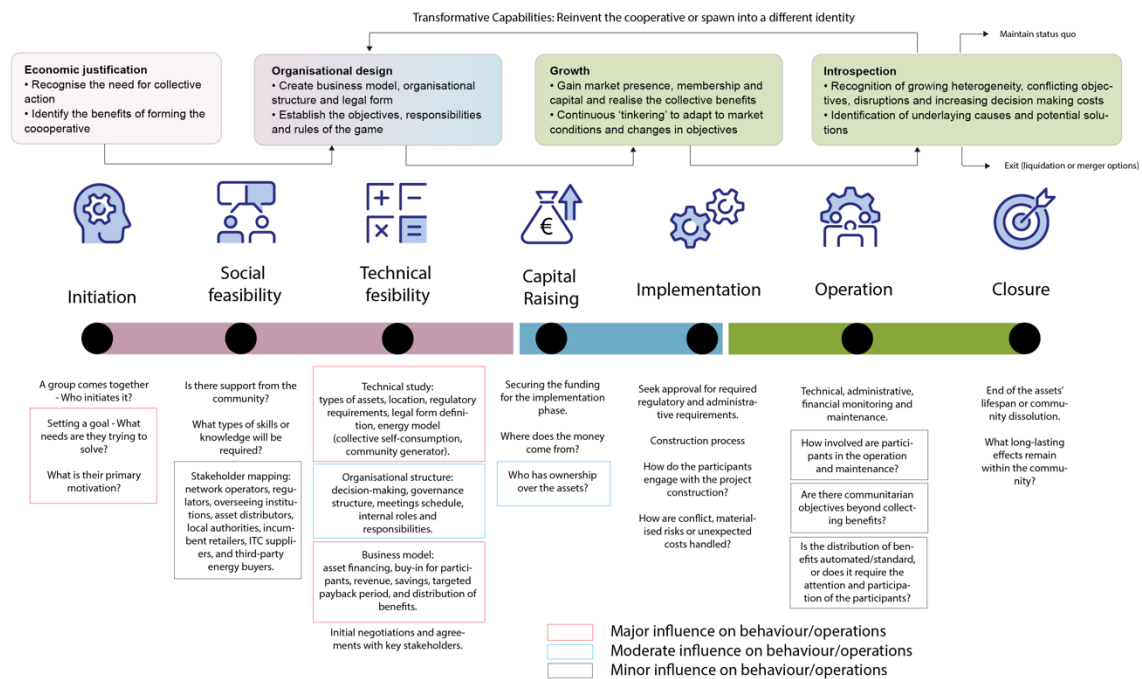 Transformative Capabilities: Reinvent the cooperative or spawn into a different identity
Maintain status quo
Economic justification
• Recognise the need for collective
action
• Identify the benefits of forming the
coooperative
Organisational design
• Create business model, organisational
structure and legal form
• Establish the objectives, responsibilities
and rules of the game
Growth
• Gain market presence, membership and
capital and realise the collective benefits
• Continuous ‘tinkering’ to adapt to market
conditions and changes in objectives
Introspection
• Recognition of growing heterogeneity, conflicting objec-
tives, disruptions and increasing decision making costs
• Identification of underlaying causes and potential solu-
tions
Exit (liquidation or merger options)
€
Initiation
Social
feasibility
Technical
fesibility
Capital
Raising
Implementation
Operation
Closure
A group comes together
- Who initiates it?
Setting a goal - What
needs are they trying to
solve?
What is their primary
motivation?
Is there support from the
community?
What types of skills or
knowledge will be
required?
Stakeholder mapping:
network operators, regu-
lators, overseeing institu-
tions, asset distributors,
local authorities, incum-
bent retailers, ITC suppli-
ers, and third-party
energy buyers.
Technical study:
types of assets, location, regulatory
requirements, legal form defini-
tion, energy model
(collective self-consumption,
community generator).
Organisational structure:
decision-making, governance
structure, meetings schedule,
internal roles and
responsibilities.
Business model:
asset financing, buy-in for partici-
pants, revenue, savings, targeted
payback period, and distribution of
benefits.
Initial negotiations and agree-
ments with key stakeholders.
Securing the funding
for the implementation
phase.
Where does the money
come from?
Who has ownership
over the assets?
Seek approval for required
regulatory and administ-
rative requirements.
Construction process
How do the participants
engage with the project
construction?
How are conflict, material-
ised risks or unexpected
costs handled?
Technical, administrative,
financial monitoring and
maintenance.
How involved are partici-
pants in the operation
and maintenance?
Are there communitarian
objectives beyond collect-
ing benefits?
Is the distribution of ben-
efits automated/standard,
or does it require the
attention and participa-
tion of the participants?
End of the assets’
lifespan or commu-
nity dissolution.
What long-lasting
effects remain
within the commu-
nity?
Major influence on behaviour/operations
Moderate influence on behaviour/operations
Minor influence on behaviour/operations